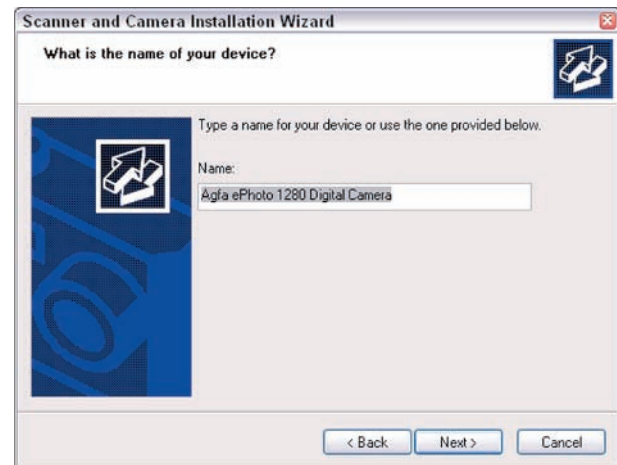 Scanner and Camera Installation Wizard
What is the name of your device?
Type a name for your device or use the one provided below.
Name:
Agfa ePhoto 1280 Digital Camera
< Back
Next >
Cancel